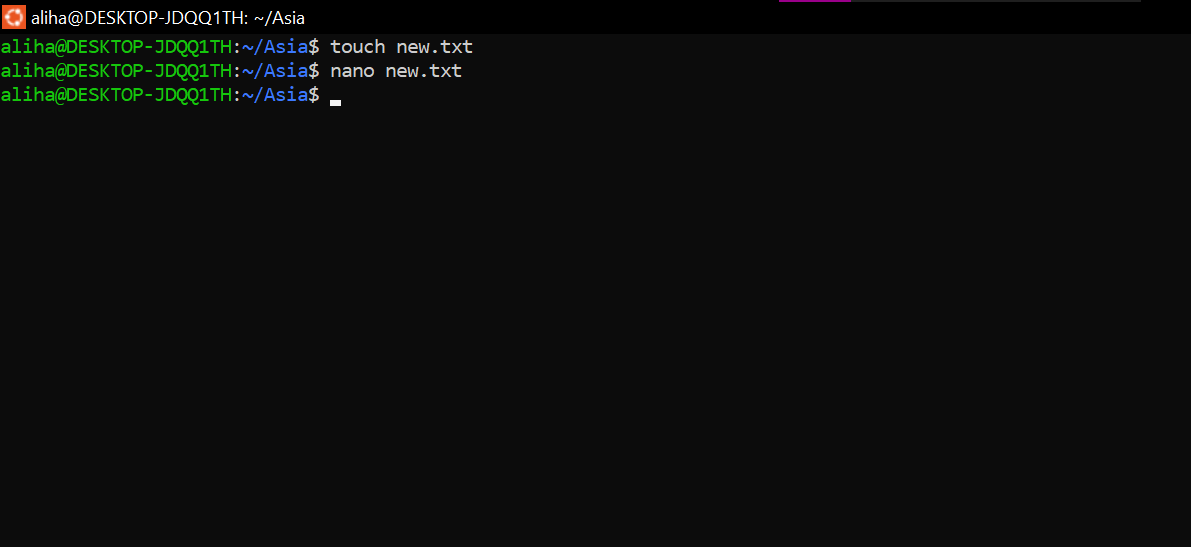 aliha@DESKTOP-JDQQ1TH: ~/Asia
aliha@DESKTOP-JDQQ1TH:~/Asia$ touch new.txt
aliha@DESKTOP-JDQQ1TH:~/Asia$ nano new.txt
aliha@DESKTOP-JDQQ1TH:~/Asia$